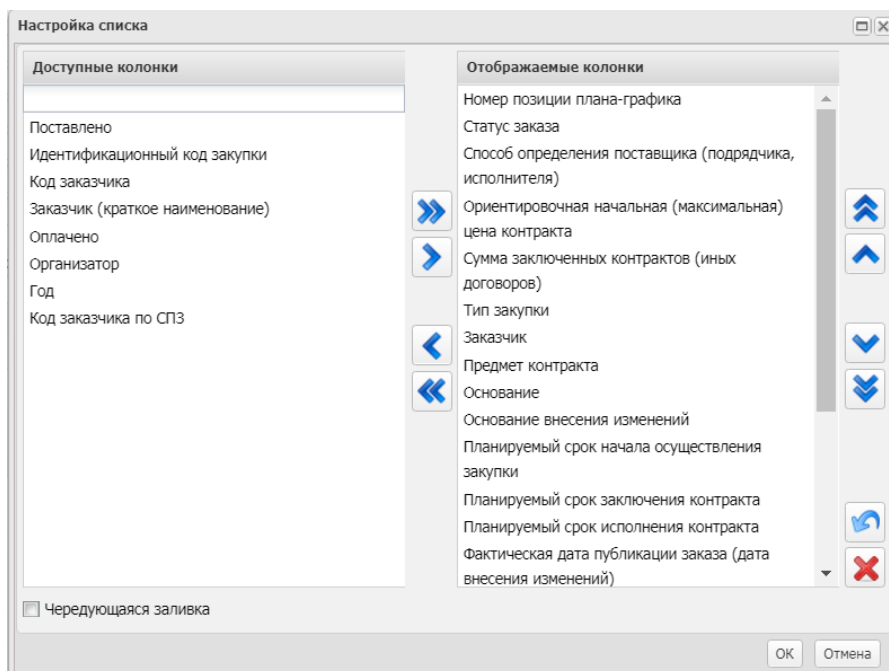 Настройка списка
Доступные колонки
Поставлено
Идентификационный код закупки
Код заказчика
Заказчик (краткое наименование)
Оплачено
Организатор
Год
Код заказчика по СПЗ
Отображаемые колонки
Номер позиции плана-графика
Статус заказа
Способ определения поставщика (подрядчика,
исполнителя)
Ориентировочная начальная (максимальная)
цена контракта
Сумма заключенных контрактов (иных
договоров)
Тип закупки
Заказчик
Предмет контракта
Основание
Основание внесения изменений
Планируемый срок начала осуществления
закупки
Планируемый срок заключения контракта
Планируемый срок исполнения контракта
Фактическая дата публикации заказа (дата
внесения изменений)
Чередующаяся заливка
ОК
Отмена